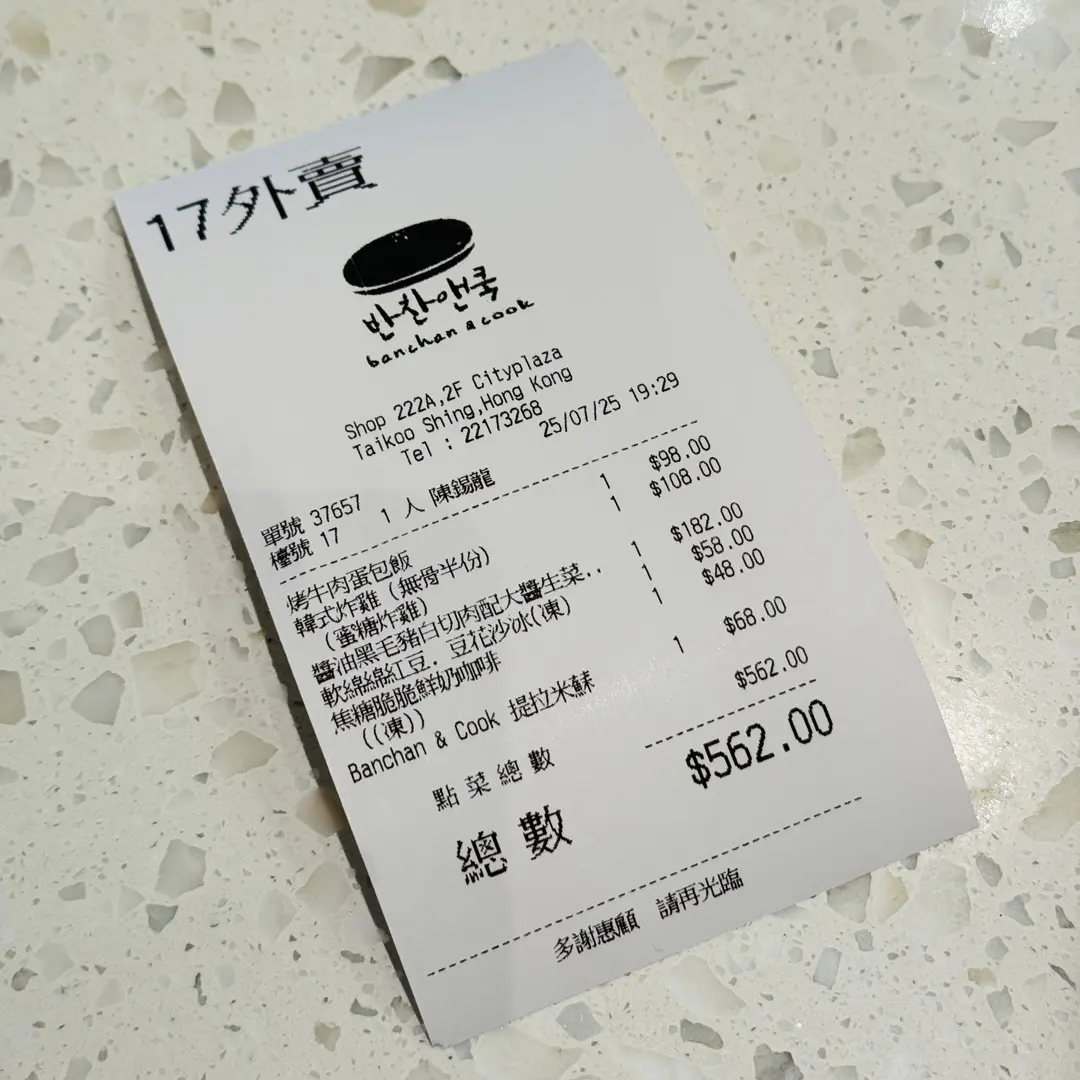 17外賣
반찬앤쿡
banchan & cook
Shop 222A,2F Cityplaza
Taikoo Shing,Hong Kong
Tel : 22173268
25/07/25 19:29
單號 37657 1 人 陳錫龍
檯號 17
烤牛肉蛋包飯 1 $98.00
韓式炸雞 (無骨半份) 1 $108.00
(蜜糖炸雞)
醬油黑毛豬白切肉配大醬生菜.. 1 $182.00
軟綿綿紅豆. 豆花沙冰(凍) 1 $58.00
焦糖脆脆鮮奶咖啡 1 $48.00
((凍))
Banchan & Cook 提拉米蘇 1 $68.00
點菜總數 $562.00
總數 $562.00
多謝惠顧 請再光臨